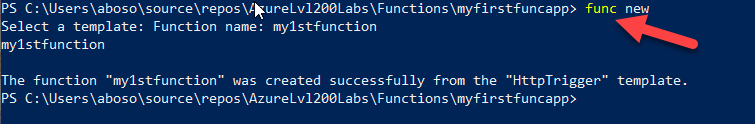 PS C:\Users\aboso\source\repos\AzureLvl200Labs\Functions\myfirstfuncapp> func new
Select a template: Function name: my1stfunction
my1stfunction
The function "my1stfunction" was created successfully from the "HttpTrigger" template.
PS C:\Users\aboso\source\repos\AzureLvl200Labs\Functions\myfirstfuncapp>